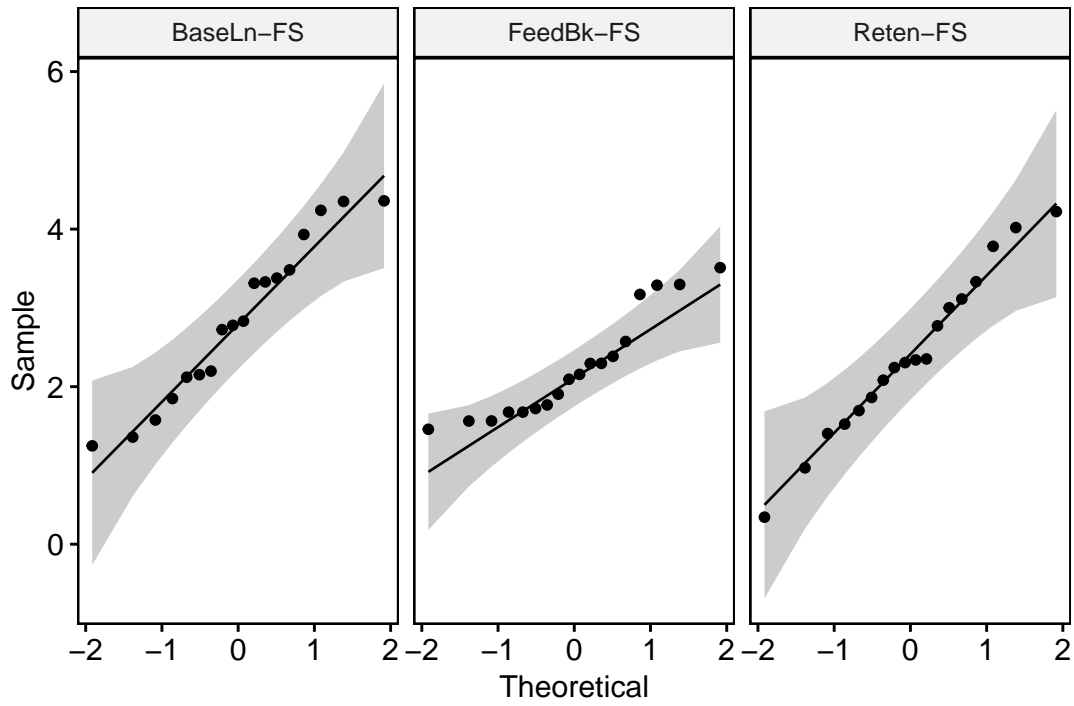 BaseLn−FS FeedBk−FS Reten−FS
6
4
2
0
Sample
−2 −1 0 1 2 −2 −1 0 1 2 −2 −1 0 1 2
Theoretical